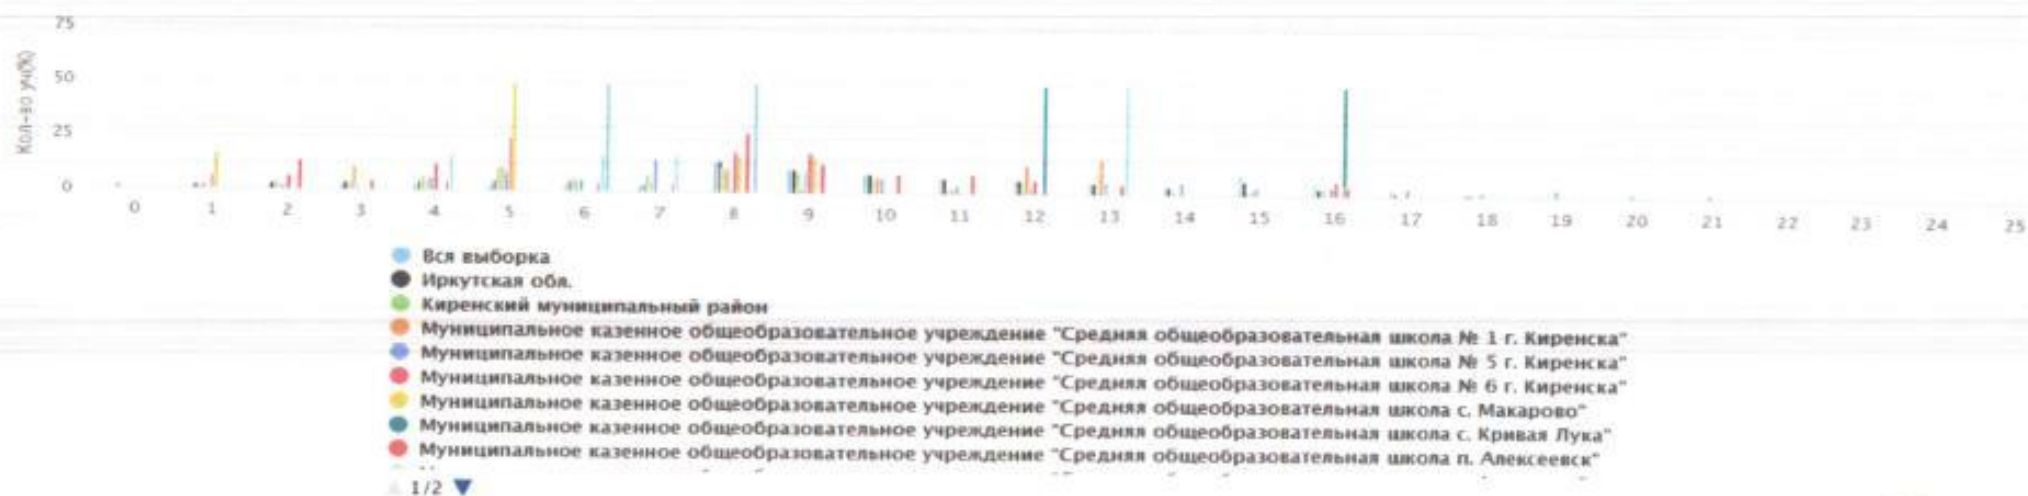 75
50
25
0
Кол-во уч(%)
0 1 2 3 4 5 6 7 8 9 10 11 12 13 14 15 16 17 18 19 20 21 22 23 24 25
Вся выборка
Иркутская обл.
Киренский муниципальный район
Муниципальное казенное общеобразовательное учреждение "Средняя общеобразовательная школа № 1 г. Киренска"
Муниципальное казенное общеобразовательное учреждение "Средняя общеобразовательная школа № 5 г. Киренска"
Муниципальное казенное общеобразовательное учреждение "Средняя общеобразовательная школа № 6 г. Киренска"
Муниципальное казенное общеобразовательное учреждение "Средняя общеобразовательная школа с. Макарово"
Муниципальное казенное общеобразовательное учреждение "Средняя общеобразовательная школа с. Кривая Лука"
Муниципальное казенное общеобразовательное учреждение "Средняя общеобразовательная школа п. Алексеевск"
1/2